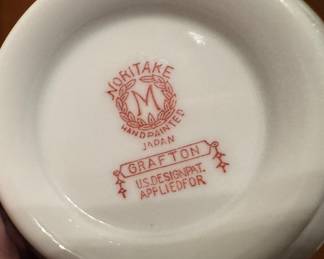 NORITAKE
M
HANDPAINTED
JAPAN
GRAFTON
U.S.DESIGN PAT.
APPLIED FOR